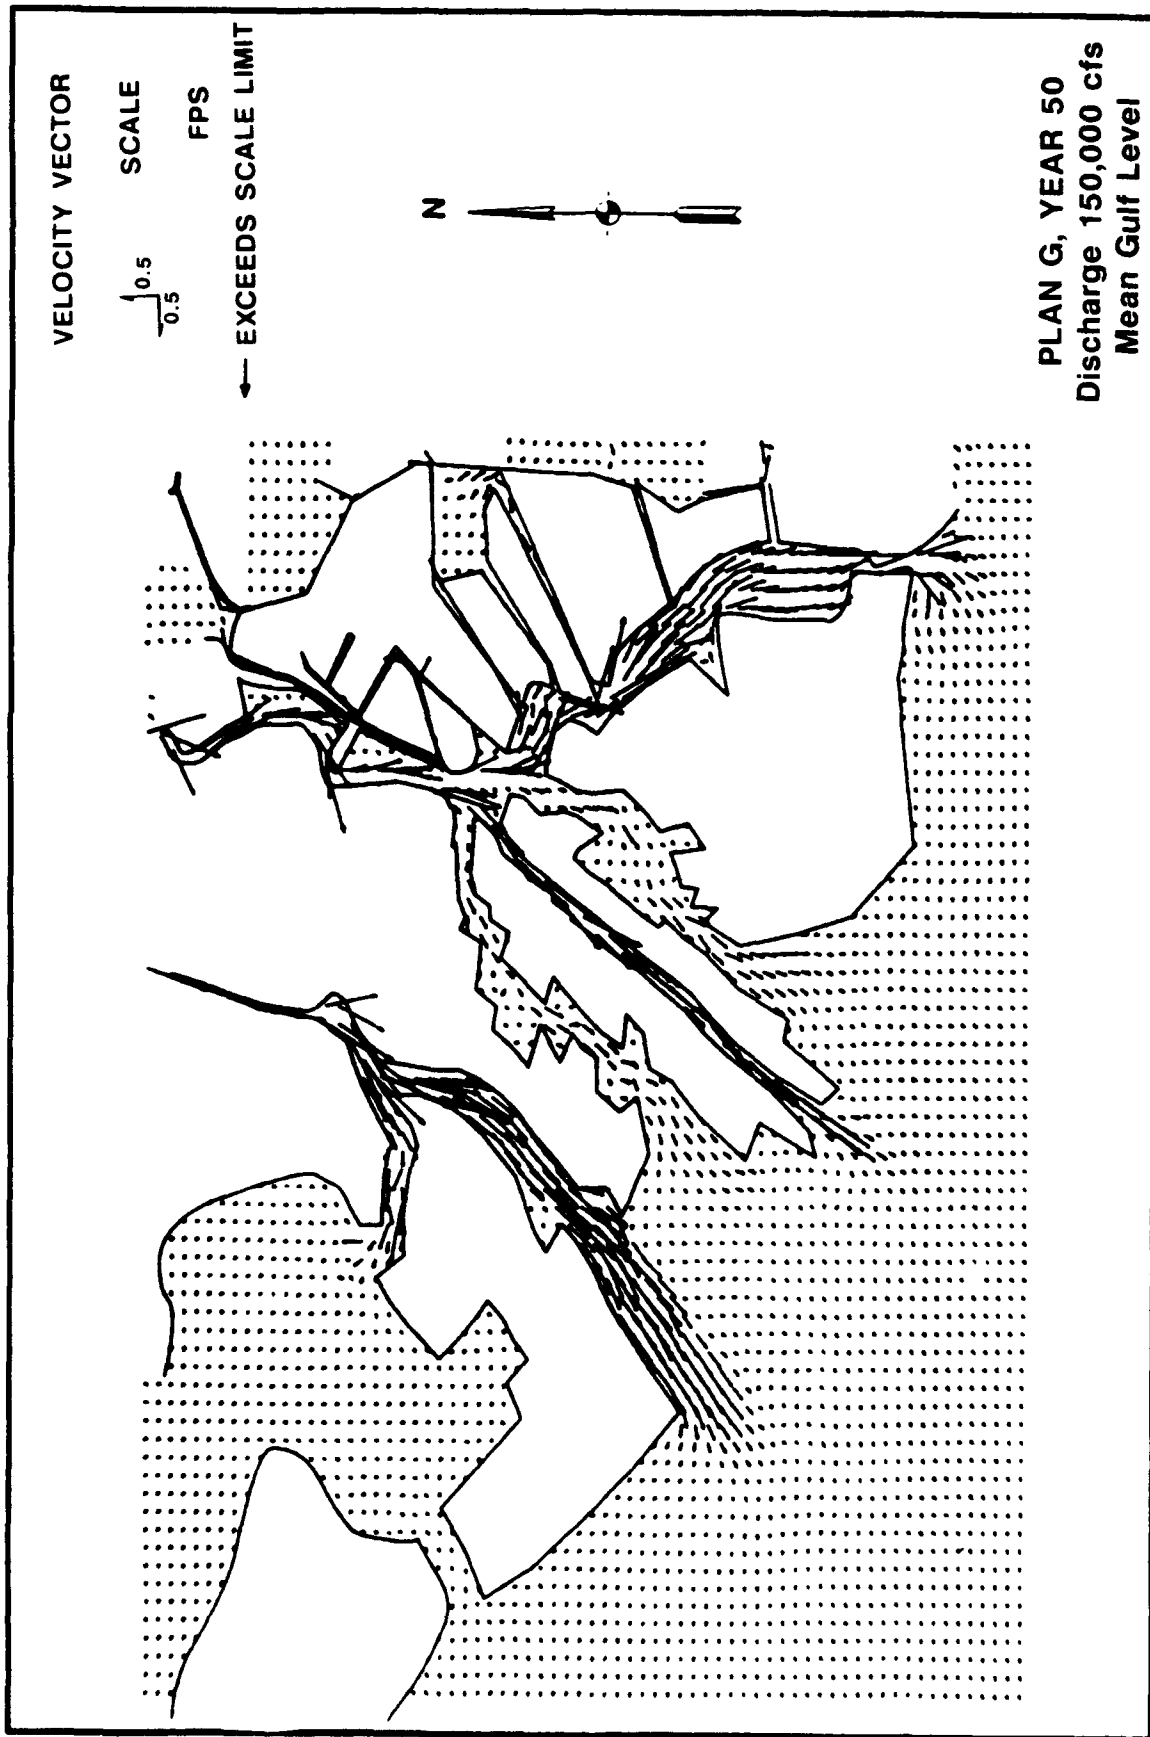 VELOCITY VECTOR
0.5
0.5
SCALE
FPS
EXCEEDS SCALE LIMIT
N
PLAN G, YEAR 50
Discharge 150,000 cfs
Mean Gulf Level